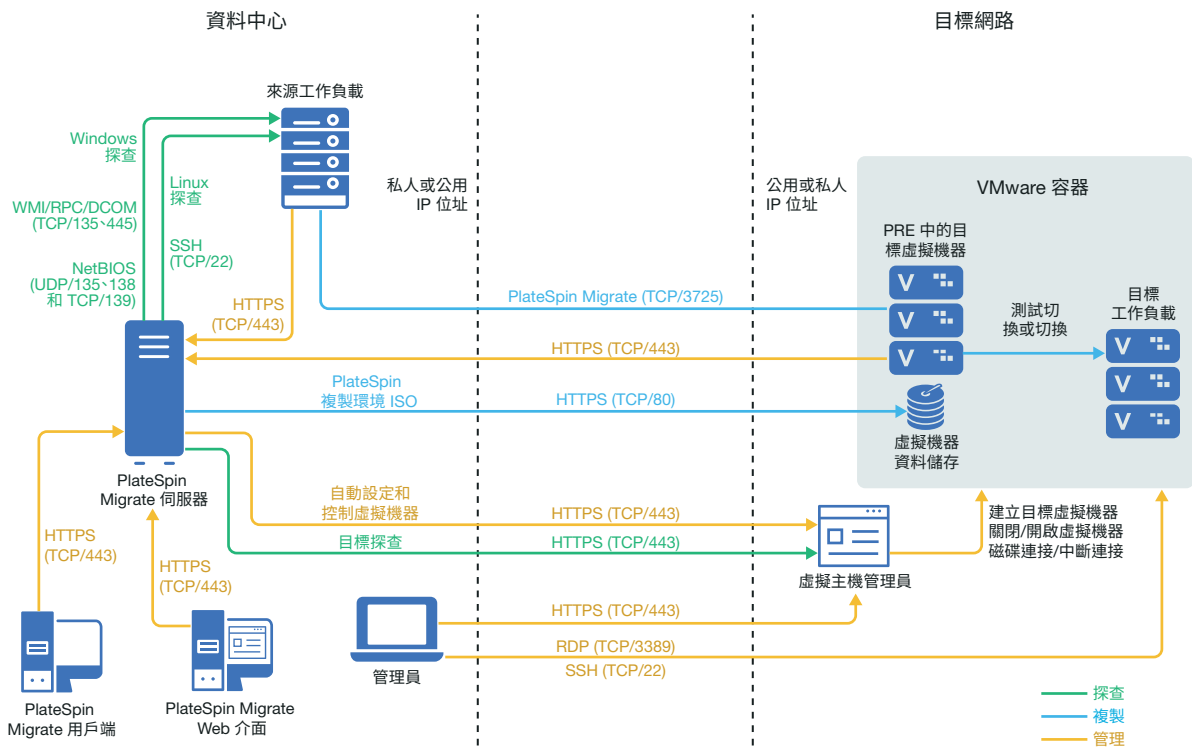 資料中心
目標網路
來源工作負載
Windows
探查
Linux
探查
WMI/RPC/DCOM
(TCP/135、445)
SSH
(TCP/22)
NetBIOS
(UDP/135、138
和 TCP/139)
HTTPS
(TCP/443)
私人或公用
IP 位址
公用或私人
IP 位址
VMware 容器
PRE 中的目
標虛擬機器
PlateSpin Migrate (TCP/3725)
HTTPS (TCP/443)
測試切
換或切換
目標
工作負載
PlateSpin
複製環境 ISO
HTTPS (TCP/80)
虛擬機器
資料儲存
PlateSpin
Migrate 伺服器
自動設定和
控制虛擬機器
HTTPS (TCP/443)
目標探查
HTTPS (TCP/443)
建立目標虛擬機器
關閉/開啟虛擬機器
磁碟連接/中斷連接
虛擬主機管理員
HTTPS
(TCP/443)
HTTPS
(TCP/443)
HTTPS (TCP/443)
RDP (TCP/3389)
SSH (TCP/22)
管理員
PlateSpin
Migrate 用戶端
PlateSpin Migrate
Web 介面
探查
複製
管理
V
V
V
V
V
V